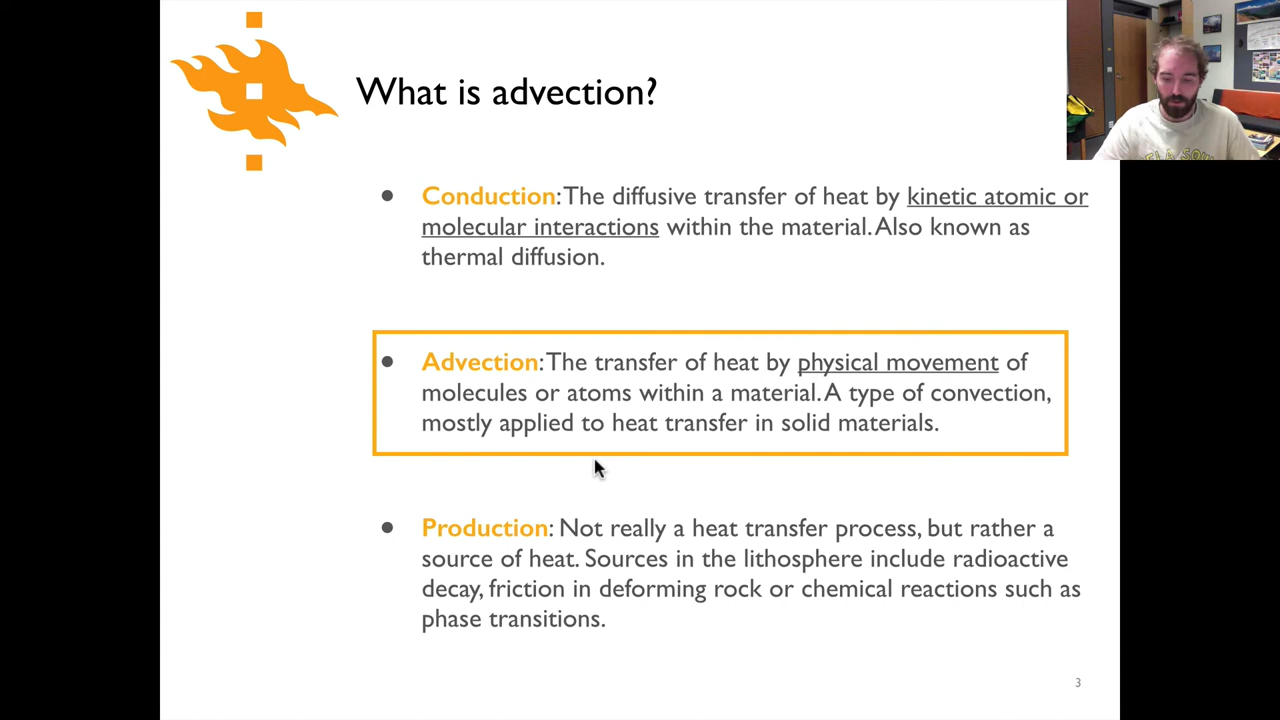 What is advection?
• Conduction: The diffusive transfer of heat by kinetic atomic or
molecular interactions within the material. Also known as
thermal diffusion.
• Advection: The transfer of heat by physical movement of
molecules or atoms within a material. A type of convection,
mostly applied to heat transfer in solid materials.
• Production: Not really a heat transfer process, but rather a
source of heat. Sources in the lithosphere include radioactive
decay, friction in deforming rock or chemical reactions such as
phase transitions.
3